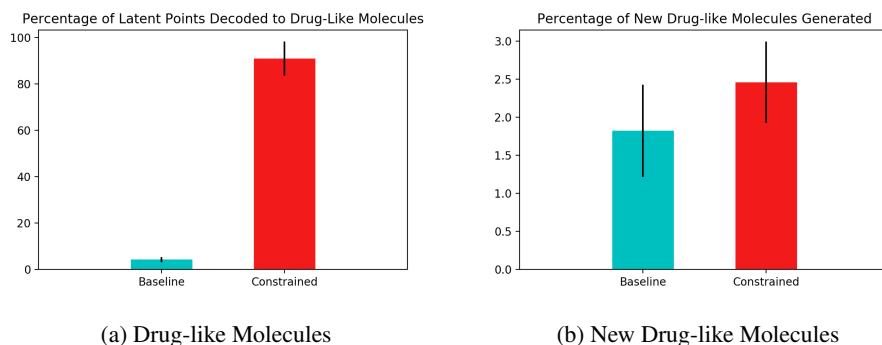 Percentage of Latent Points Decoded to Drug-Like Molecules
100
80
60
40
20
0
Baseline
Constrained
(a) Drug-like Molecules
Percentage of New Drug-like Molecules Generated
3.0
2.5
2.0
1.5
1.0
0.5
0.0
Baseline
Constrained
(b) New Drug-like Molecules